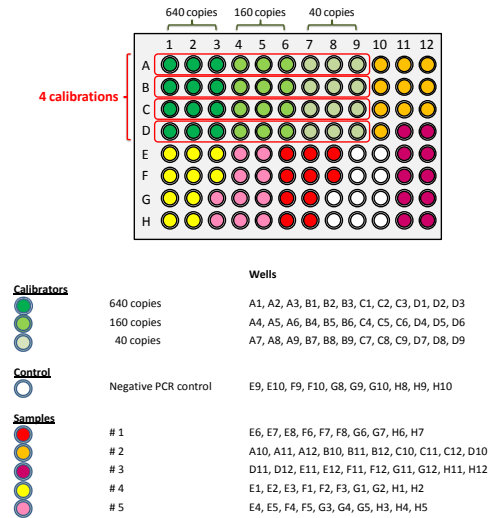 640 copies 160 copies 40 copies
1 2 3 4 5 6 7 8 9 10 11 12
A
B
4 calibrations
C
D
E
F
G
H
Wells
Calibrators
640 copies A1, A2, A3, B1, B2, B3, C1, C2, C3, D1, D2, D3
160 copies A4, A5, A6, B4, B5, B6, C4, C5, C6, D4, D5, D6
40 copies A7, A8, A9, B7, B8, B9, C7, C8, C9, D7, D8, D9
Control
Negative PCR control E9, E10, F9, F10, G8, G9, G10, H8, H9, H10
Samples
# 1 E6, E7, E8, F6, F7, F8, G6, G7, H6, H7
# 2 A10, A11, A12, B10, B11, B12, C10, C11, C12, D10
# 3 D11, D12, E11, E12, F11, F12, G11, G12, H11, H12
# 4 E1, E2, E3, F1, F2, F3, G1, G2, H1, H2
# 5 E4, E5, F4, F5, G3, G4, G5, H3, H4, H5